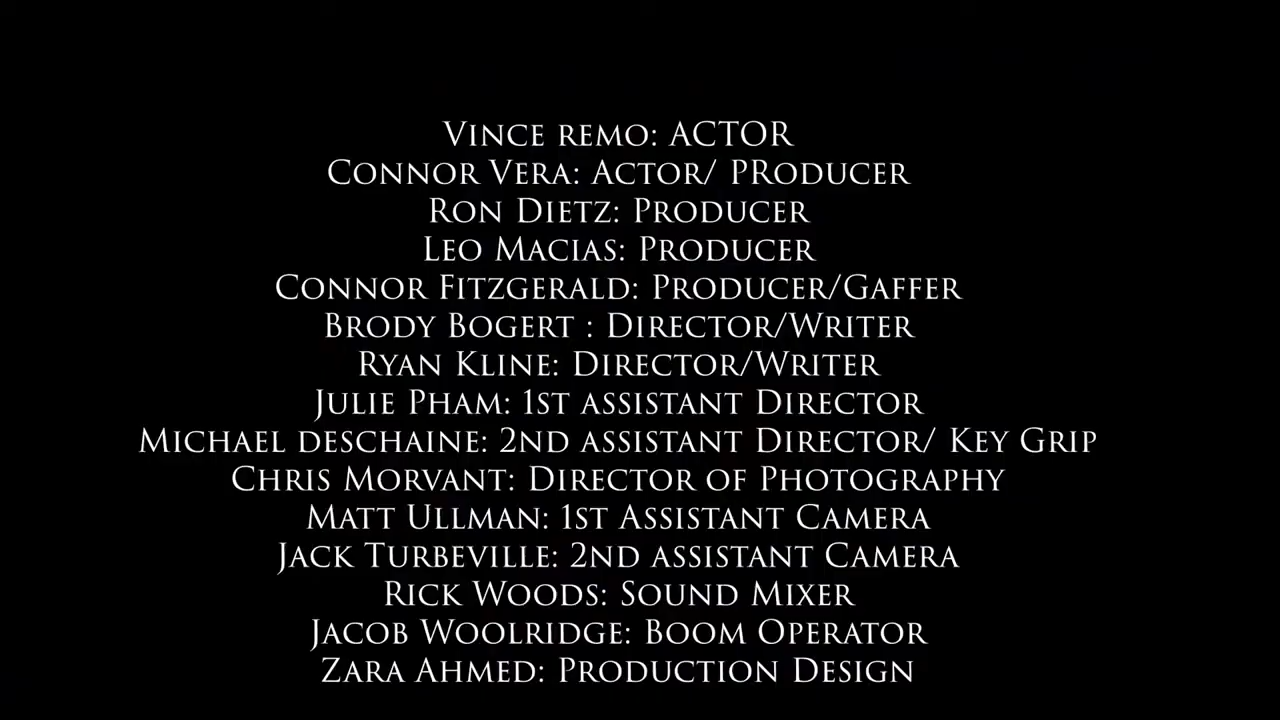 Vince remo: ACTOR
Connor Vera: Actor/ PRoducer
Ron Dietz: Producer
Leo Macias: Producer
Connor Fitzgerald: Producer/Gaffer
Brody Bogert : Director/Writer
Ryan Kline: Director/Writer
Julie Pham: 1st assistant Director
Michael deschaine: 2nd assistant Director/ Key Grip
Chris Morvant: Director of Photography
Matt Ullman: 1st Assistant Camera
Jack Turbeville: 2nd assistant Camera
Rick Woods: Sound Mixer
Jacob Woolridge: Boom Operator
Zara Ahmed: Production Design